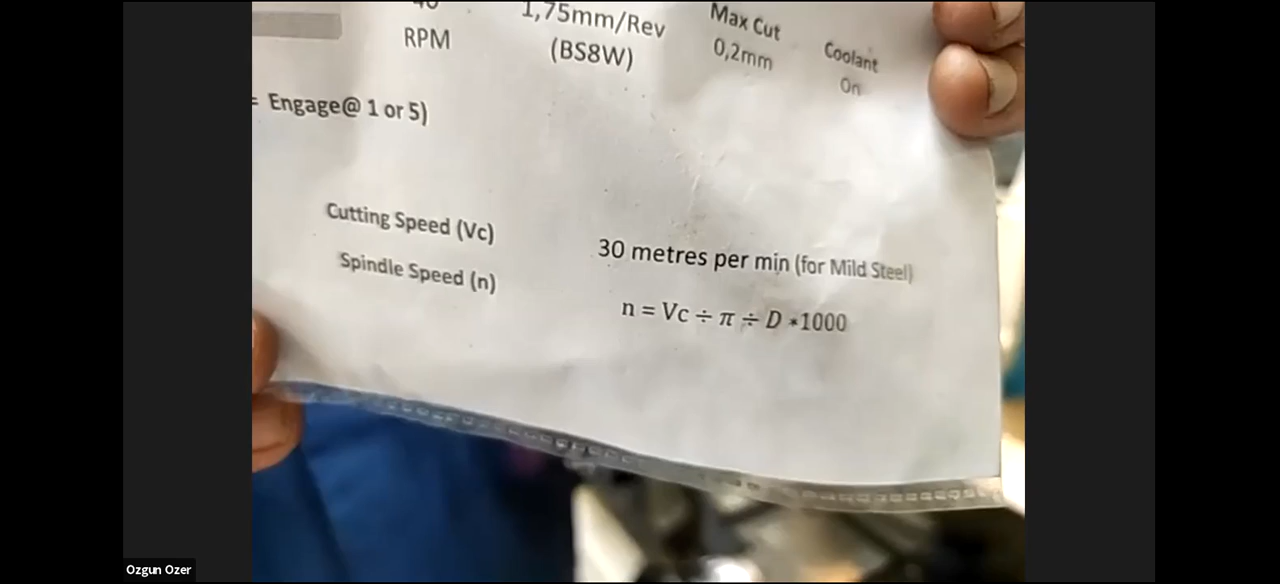 RPM
1,75mm/Rev
(BS8W)
Max Cut
0,2mm
Coolant
On
= Engage@ 1 or 5)
Cutting Speed (Vc)
30 metres per min (for Mild Steel)
Spindle Speed (n)
n = Vc ÷ π ÷ D *1000
Ozgun Ozer